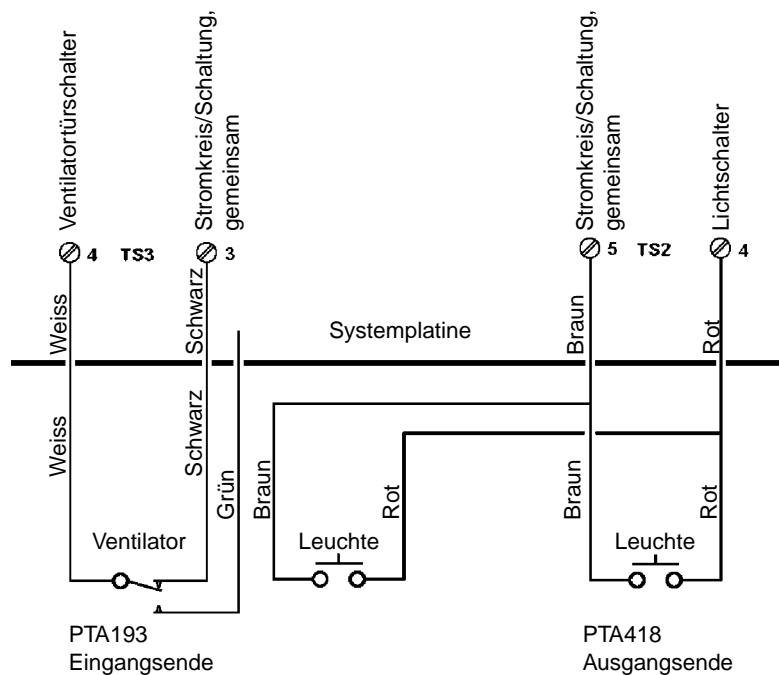 Ventilatortürschalter
Stromkreis/Schaltung,
gemeinsam
Stromkreis/Schaltung,
gemeinsam
Lichtschalter
4 TS3 3
5 TS2 4
Weiss
Schwarz
Systemplatine
Braun
Rot
Weiss
Schwarz
Grün
Braun
Rot
Braun
Rot
Ventilator
Leuchte
Leuchte
PTA193
Eingangsende
PTA418
Ausgangsende